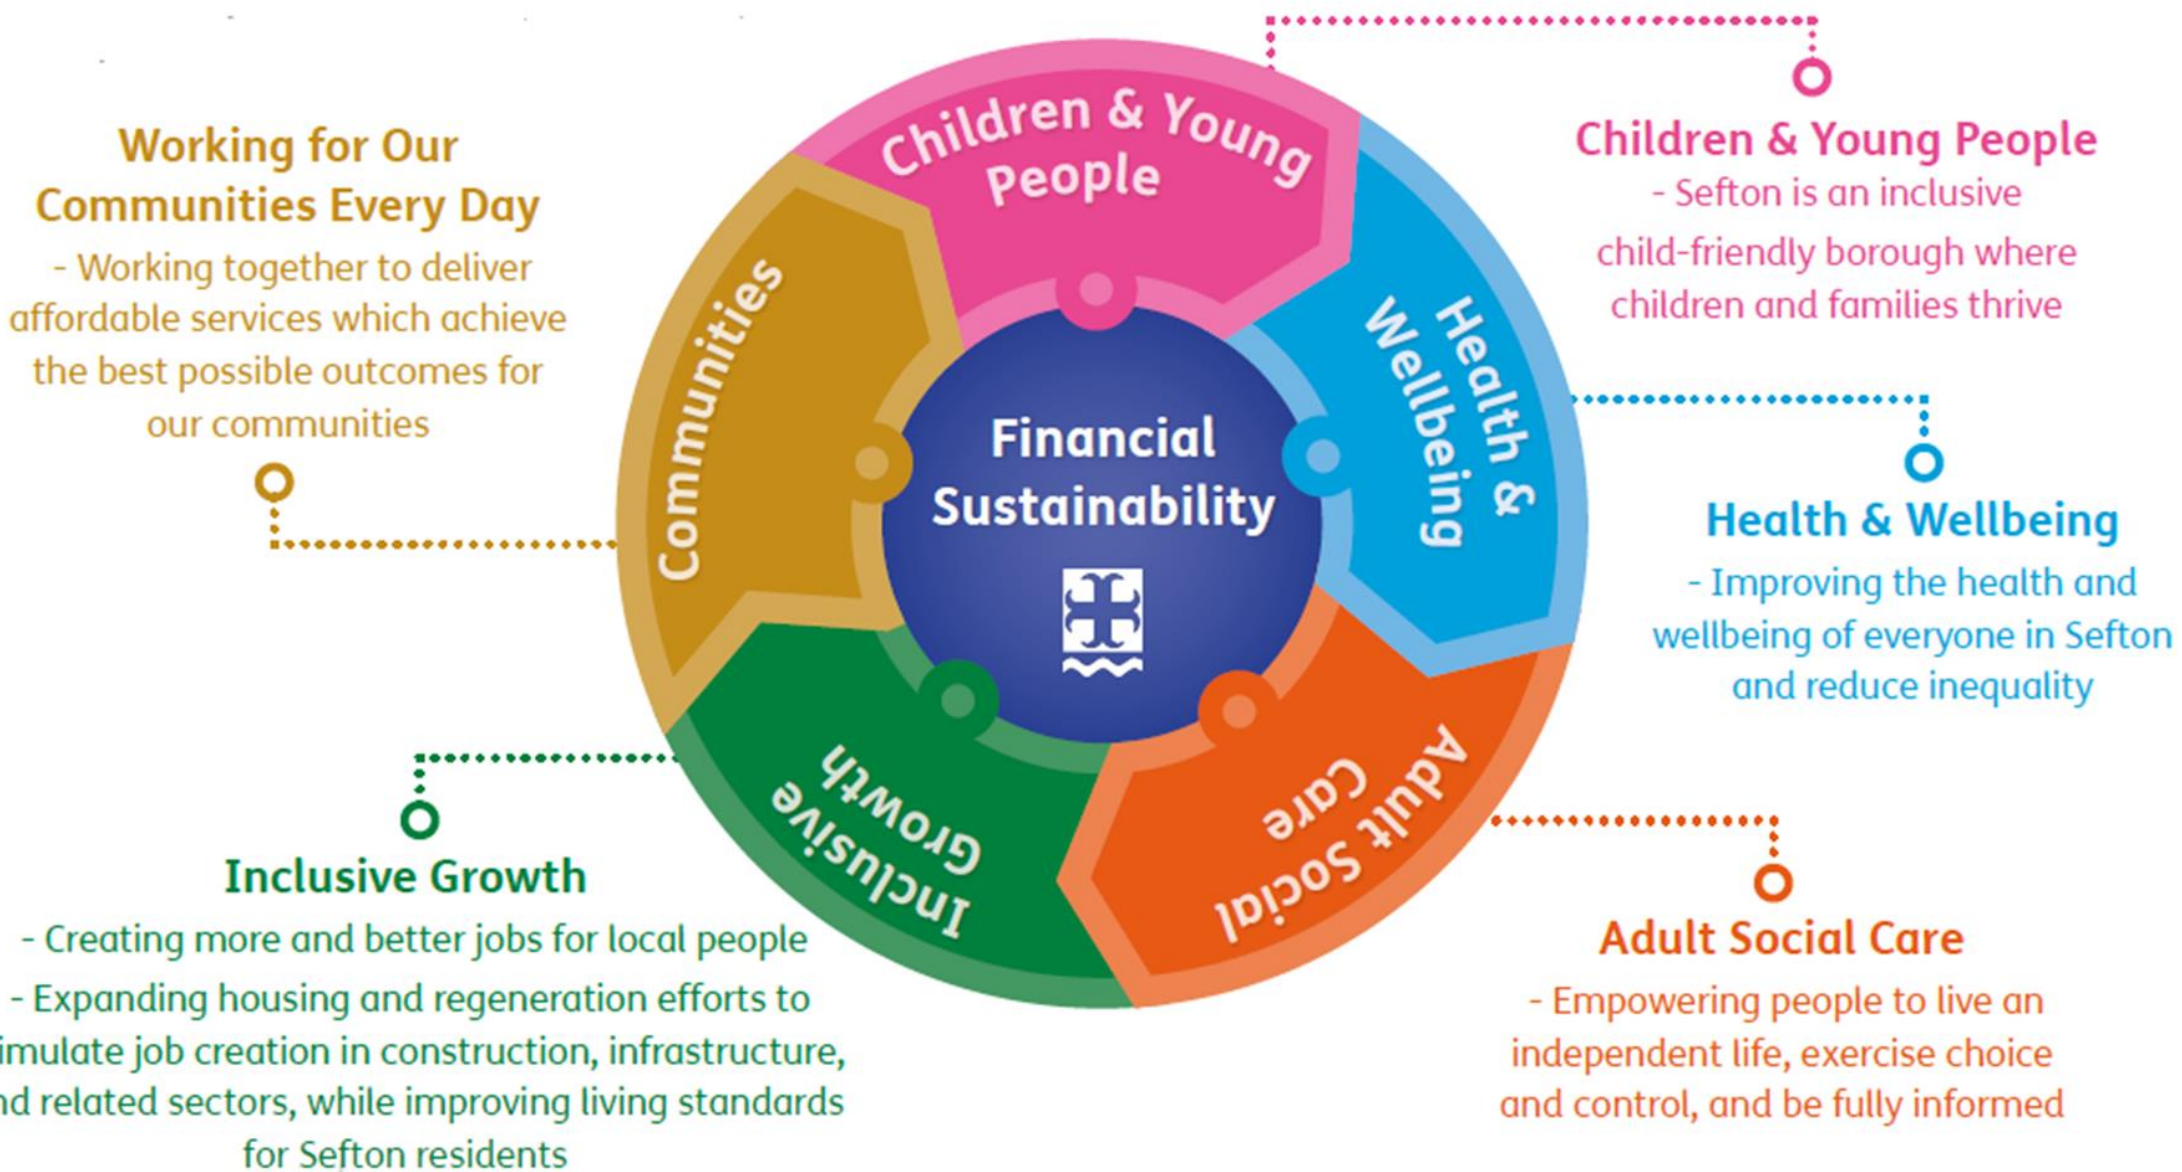 Working for Our
Communities Every Day
- Working together to deliver
affordable services which achieve
the best possible outcomes for
our communities
Children & Young
People
Health &
Wellbeing
Adult Social
Care
Inclusive
Growth
Communities
Financial
Sustainability
Children & Young People
- Sefton is an inclusive
child-friendly borough where
children and families thrive
Health & Wellbeing
- Improving the health and
wellbeing of everyone in Sefton
and reduce inequality
Adult Social Care
- Empowering people to live an
independent life, exercise choice
and control, and be fully informed
Inclusive Growth
- Creating more and better jobs for local people
- Expanding housing and regeneration efforts to
imulate job creation in construction, infrastructure,
nd related sectors, while improving living standards
for Sefton residents